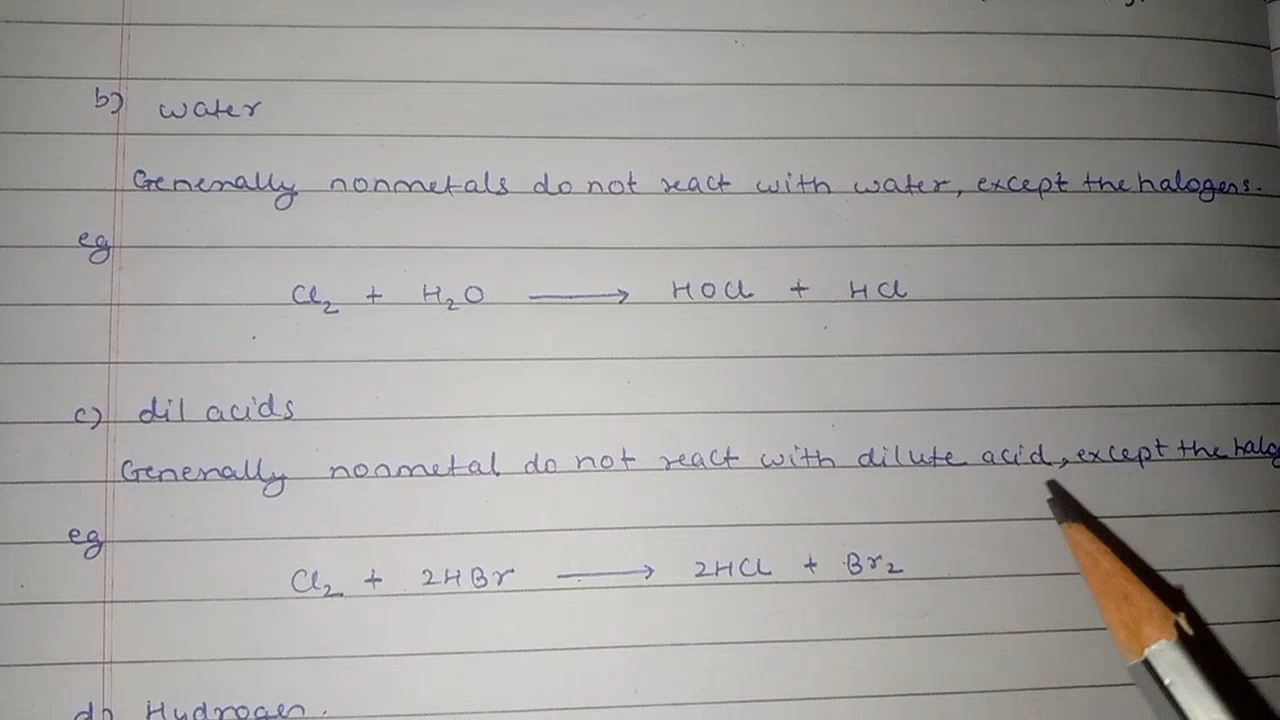 b) water
Generally nonmetals do not react with water, except the halogens.
eg
Cl₂ + H₂O ⟶ HOCl + HCl
c) dil acids
Generally nonmetal do not react with dilute acid, except the halog
eg
Cl₂ + 2HBr ⟶ 2HCl + Br₂
d) Hydrogen.